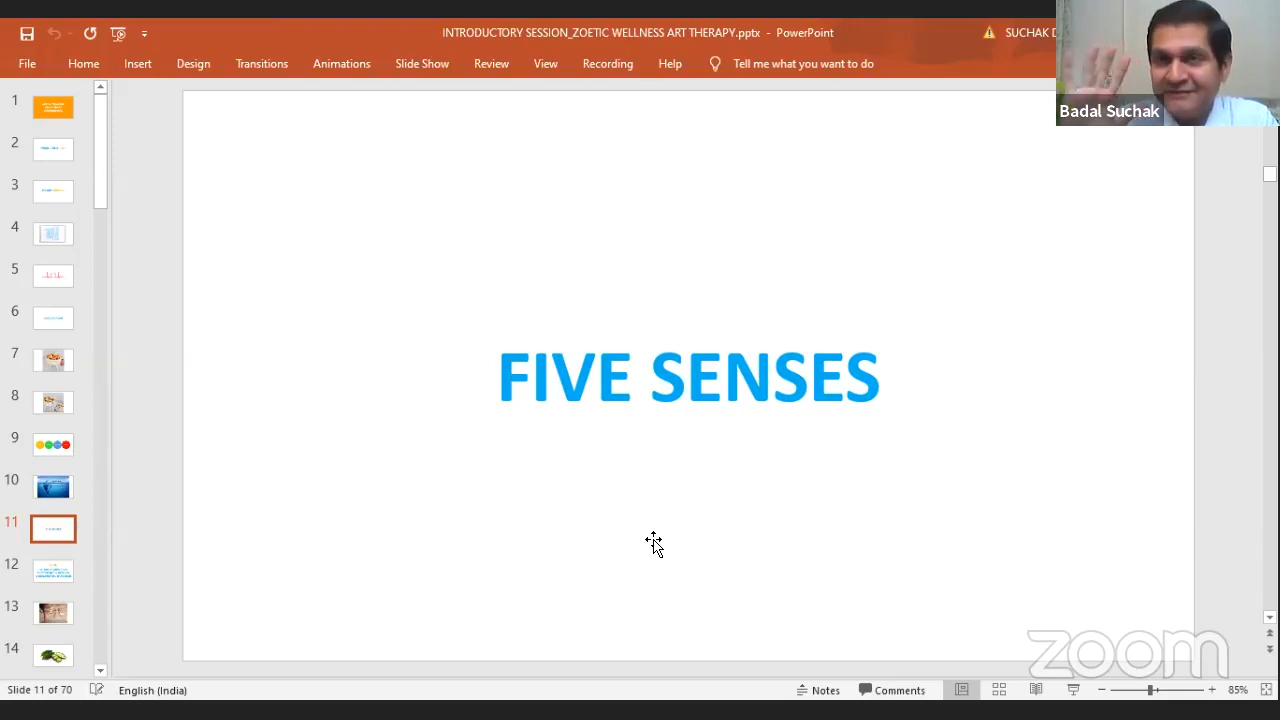 INTRODUCTORY SESSION_ZOETIC WELLNESS ART THERAPY.pptx - PowerPoint
SUCHAK D
File Home Insert Design Transitions Animations Slide Show Review View Recording Help Tell me what you want to do
Badal Suchak
1
2
3
4
5
6
7
8
9
10
11
12
13
14
FIVE SENSES
zoom
Slide 11 of 70 English (India) Notes Comments 85%